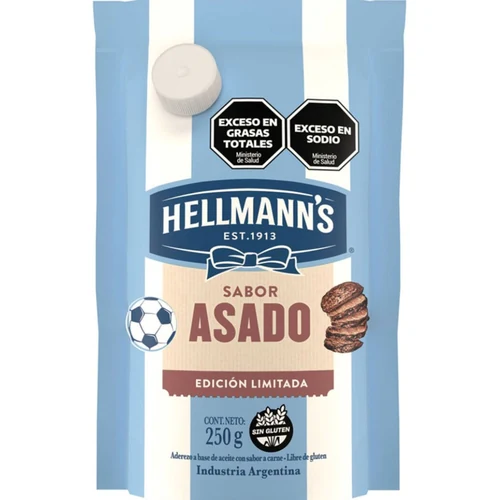 EXCESO EN
GRASAS
TOTALES
Ministerio
de Salud
EXCESO EN
SODIO
Ministerio
de Salud
HELLMANN'S
EST.1913
SABOR
ASADO
EDICIÓN LIMITADA
CONT. NETO:
250 g
SIN GLUTEN
Aderezo a base de aceite con sabor a carne - Libre de gluten
Industria Argentina